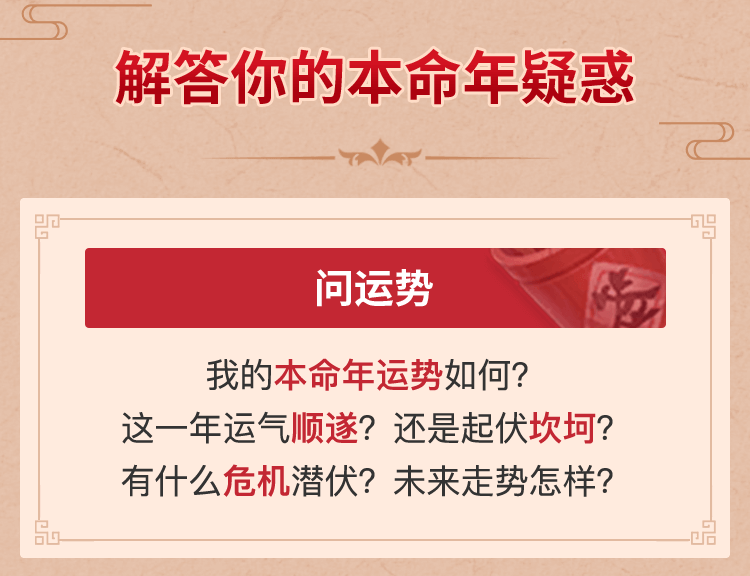 解答你的本命年疑惑
问运势
我的本命年运势如何？
这一年运气顺遂？还是起伏坎坷？
有什么危机潜伏？未来走势怎样？